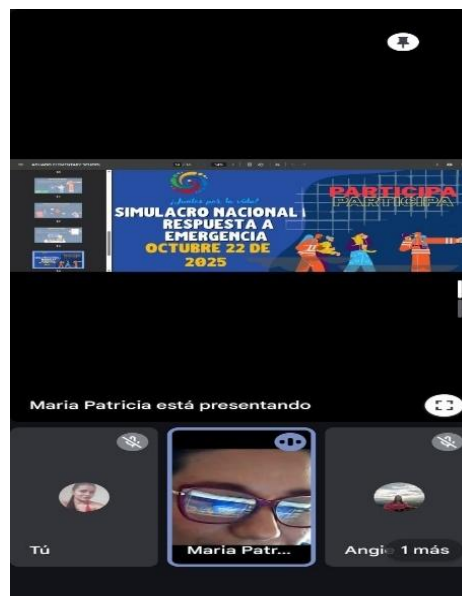 ¡Juntos por la vida!
SIMULACRO NACIONAL
RESPUESTA A
EMERGENCIA
OCTUBRE 22 DE
2025
PARTICIPA
PARTICIPA
Maria Patricia está presentando
Tú
Maria Patr...
Angie
1 más